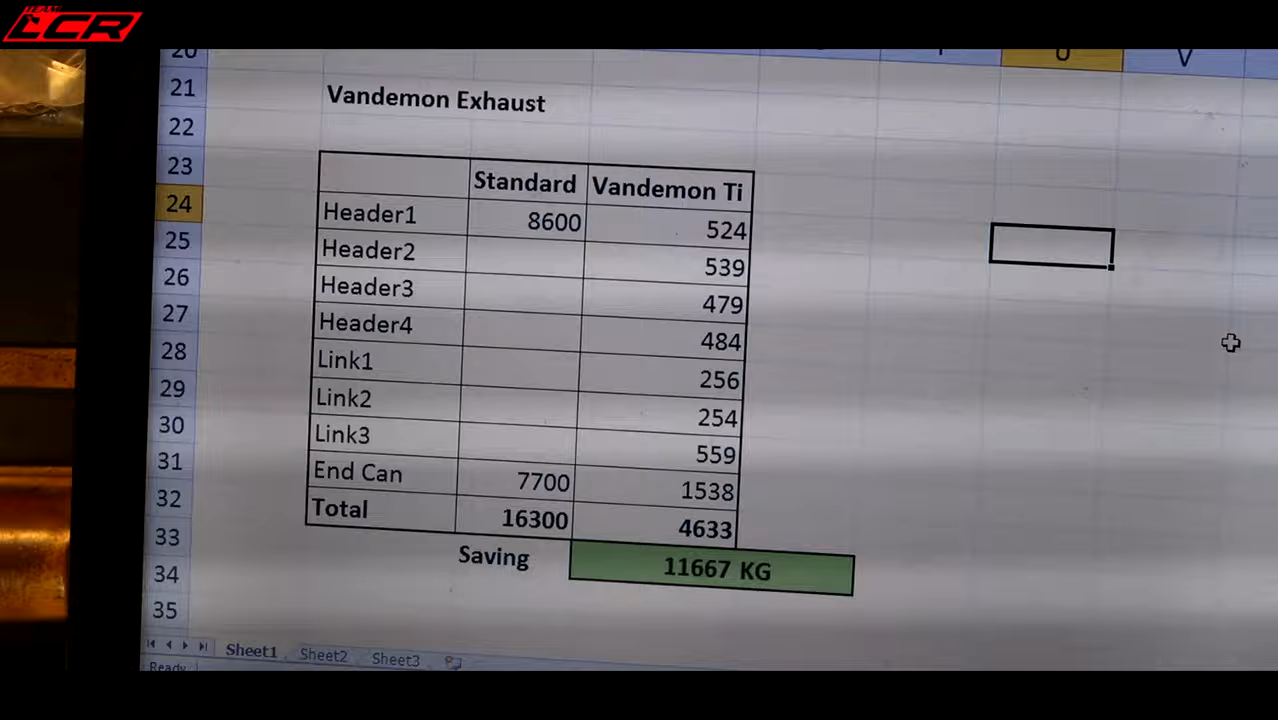 TEAM
LCR
20 U V
21 Vandemon Exhaust
22
23 Standard Vandemon Ti
24 Header1 8600 524
25 Header2 539
26 Header3 479
27 Header4 484
28 Link1 256
29 Link2 254
30 Link3 559
31 End Can 7700 1538
32 Total 16300 4633
33 Saving 11667 KG
34
35
Sheet1 Sheet2 Sheet3
Ready